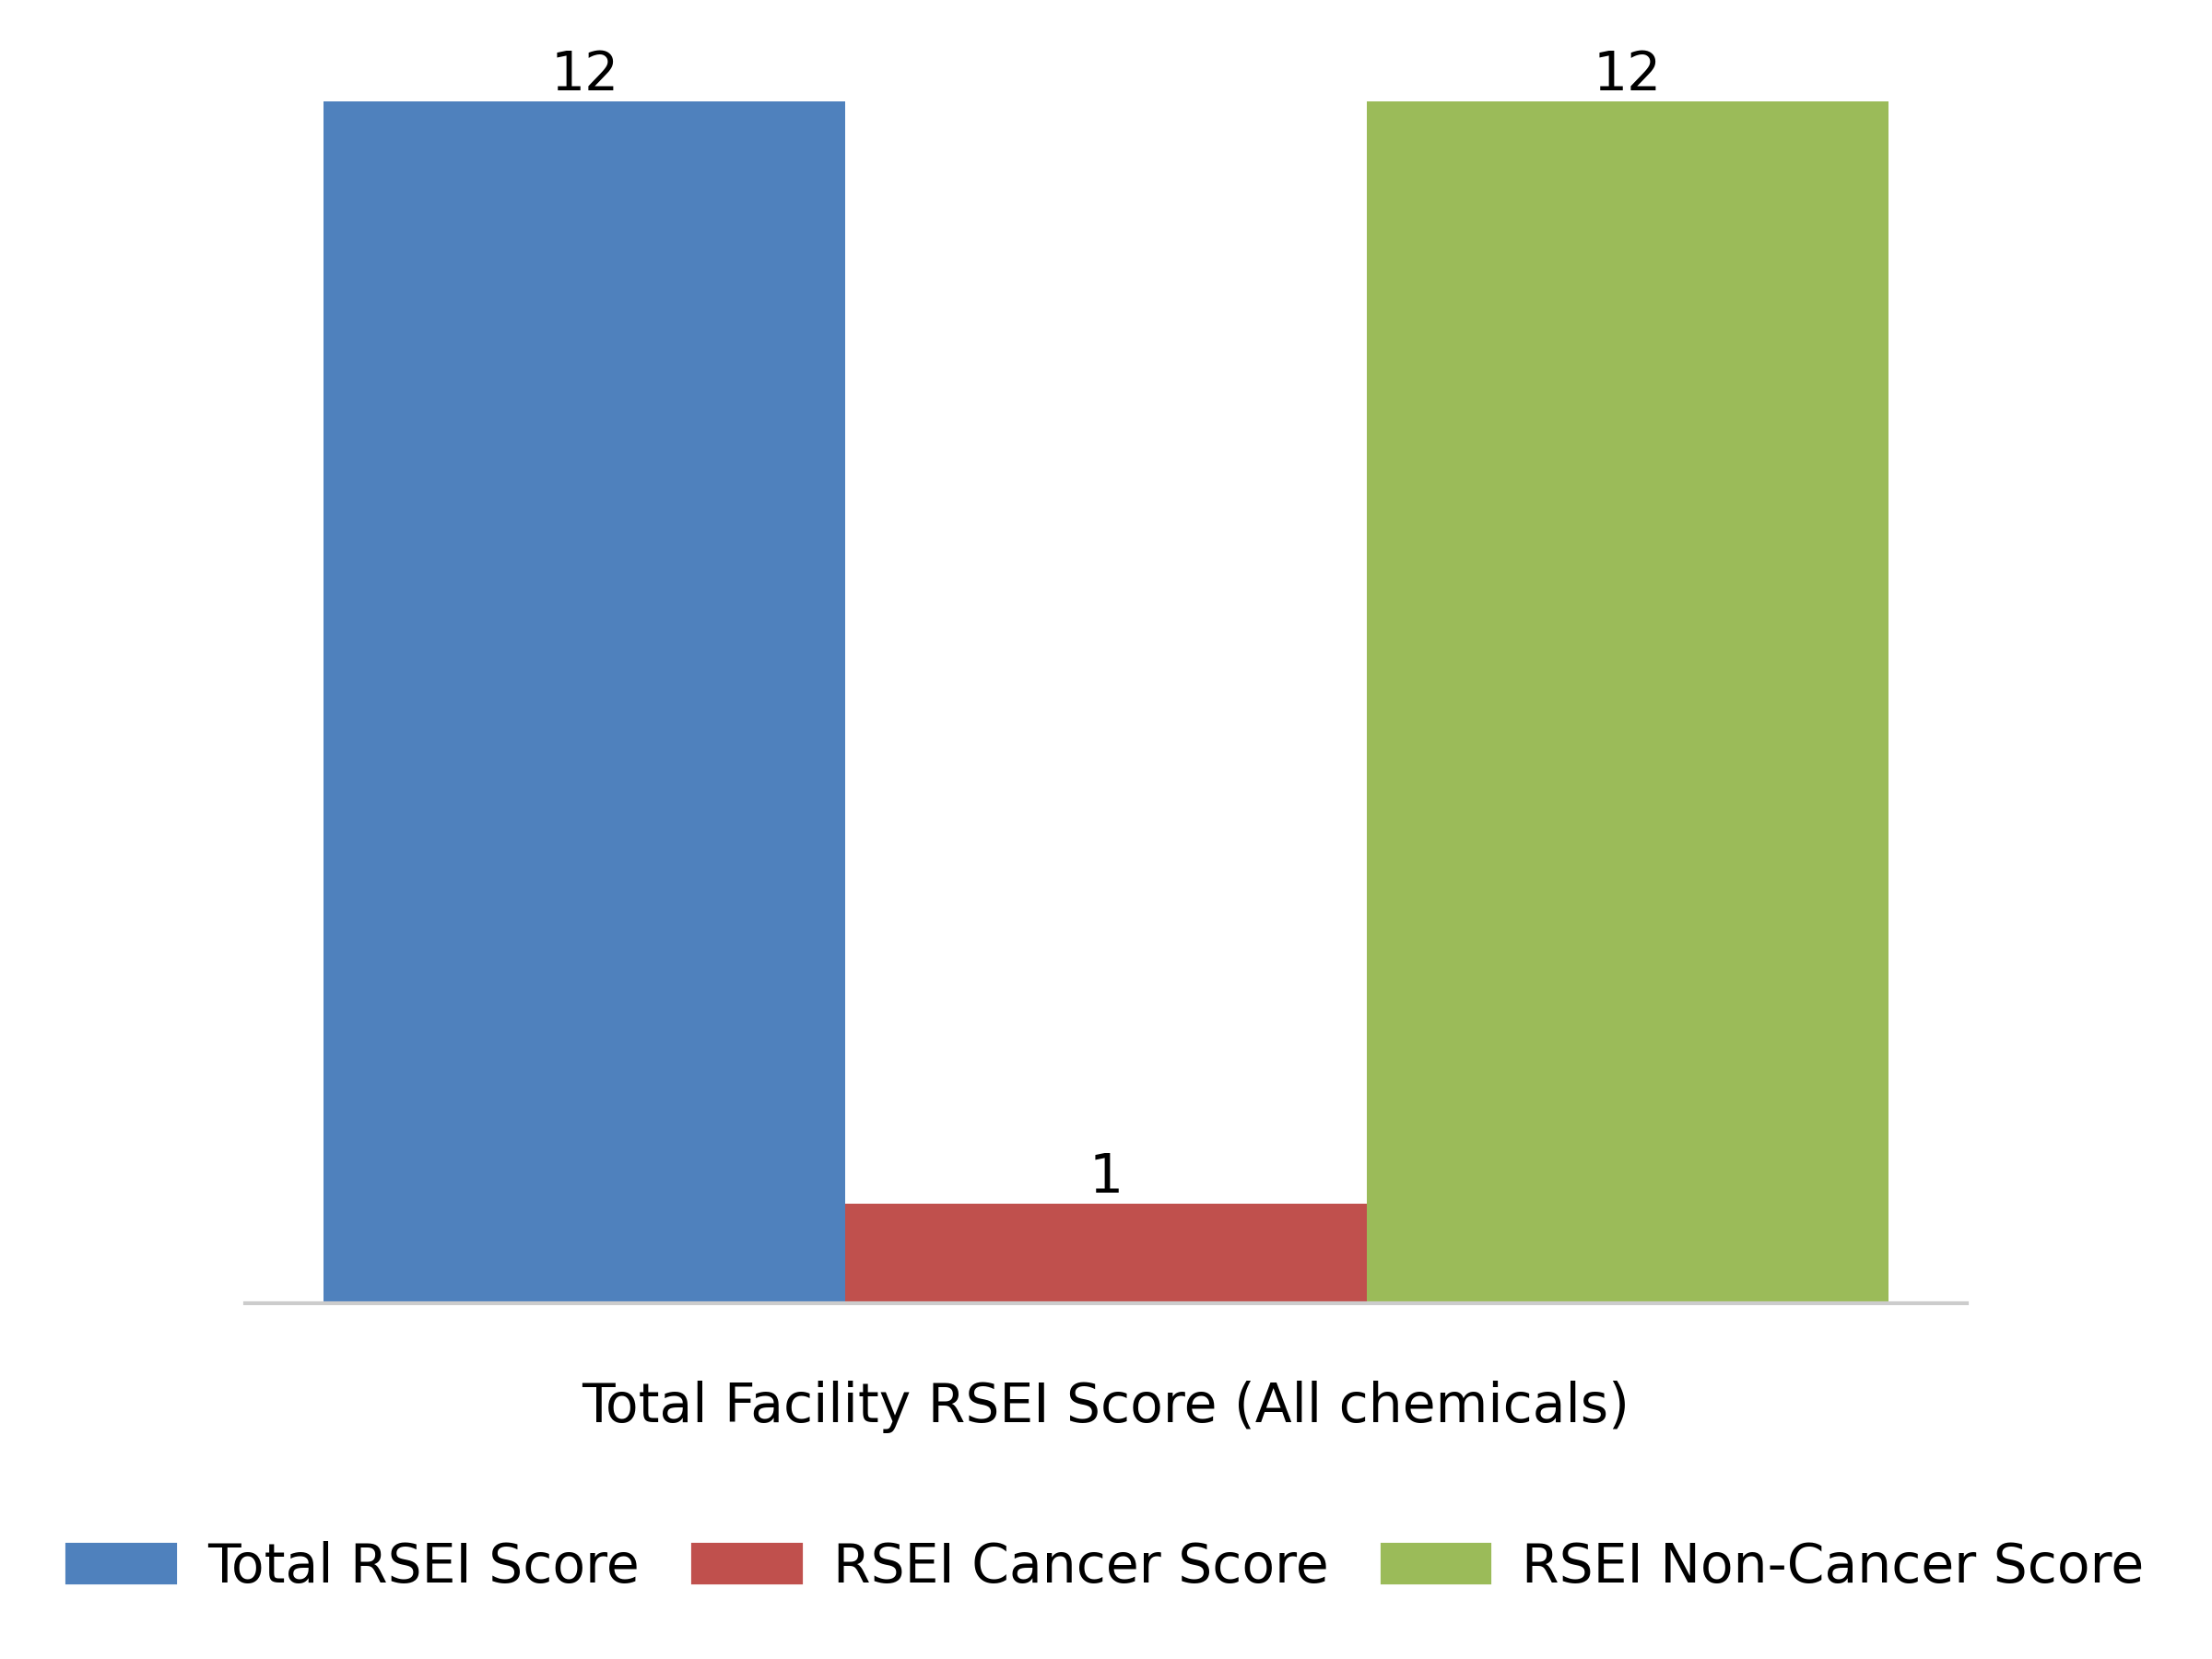 12 12
1
Total Facility RSEI Score (All chemicals)
Total RSEI Score RSEI Cancer Score RSEI Non-Cancer Score